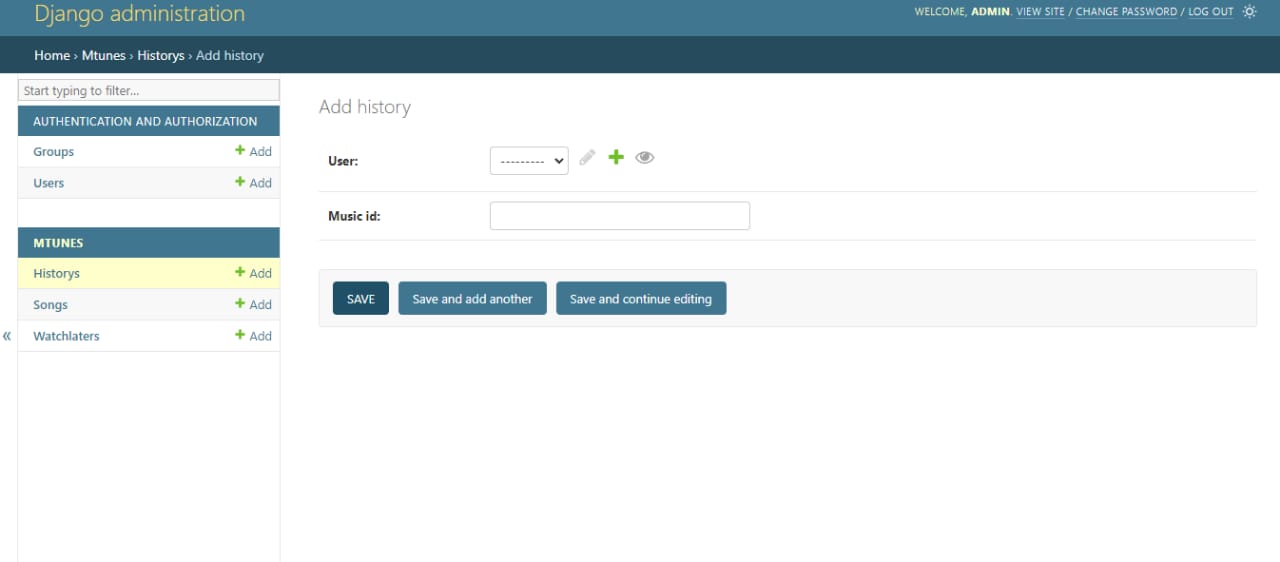 Django administration
WELCOME, ADMIN. VIEW SITE / CHANGE PASSWORD / LOG OUT
Home › Mtunes › Historys › Add history
Start typing to filter...
AUTHENTICATION AND AUTHORIZATION
Groups + Add
Users + Add
MTUNES
Historys + Add
Songs + Add
Watchlaters + Add
«
Add history
User: ---------
Music id:
SAVE Save and add another Save and continue editing